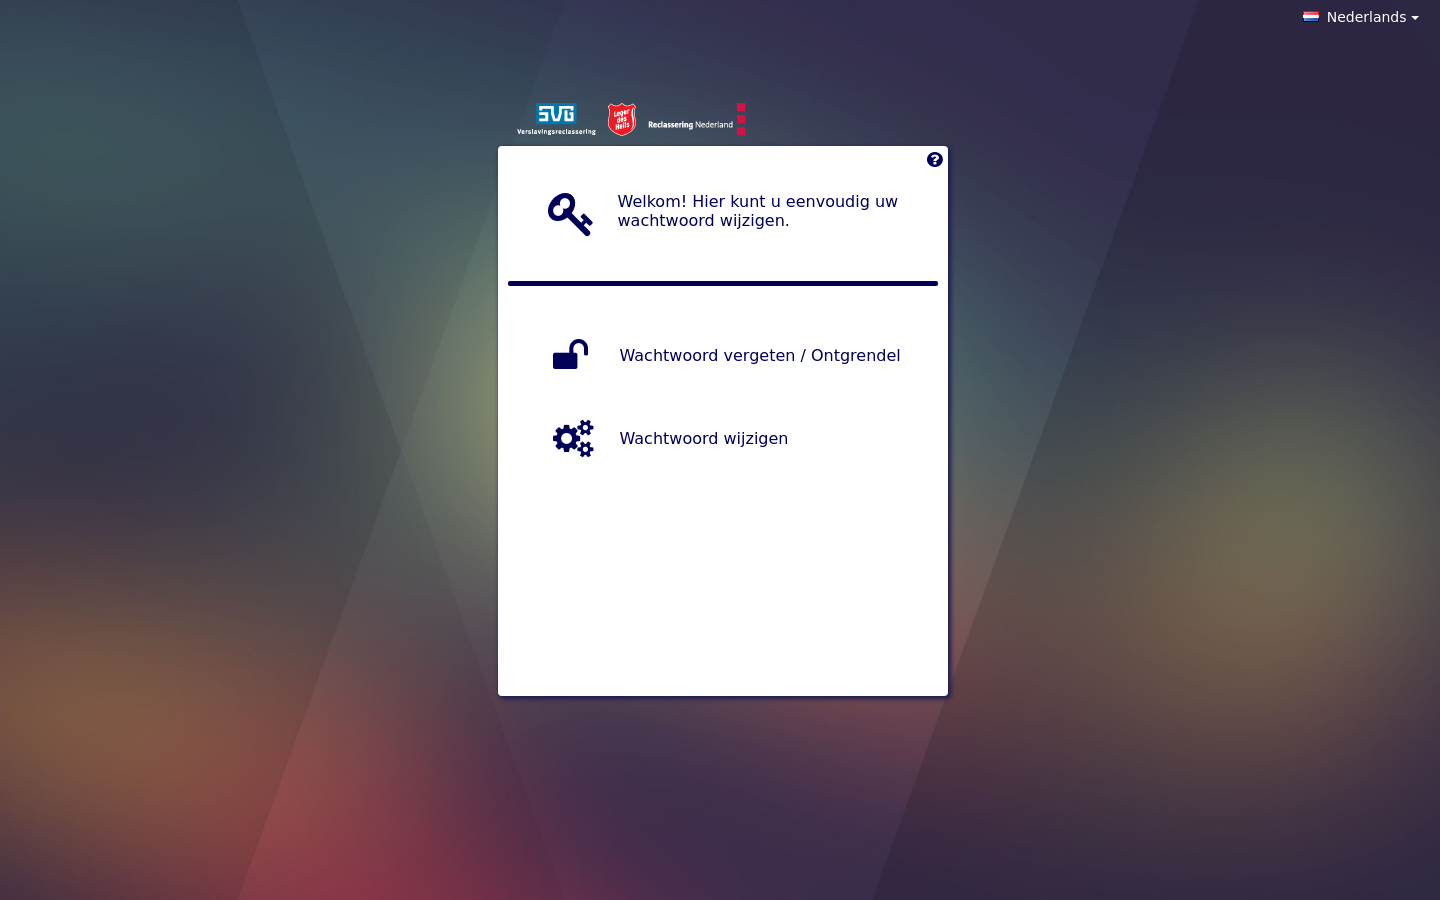 Nederlands
SVG
Verslavingsreclassering
Leger
des
Heils
Reclassering Nederland
Welkom! Hier kunt u eenvoudig uw
wachtwoord wijzigen.
Wachtwoord vergeten / Ontgrendel
Wachtwoord wijzigen